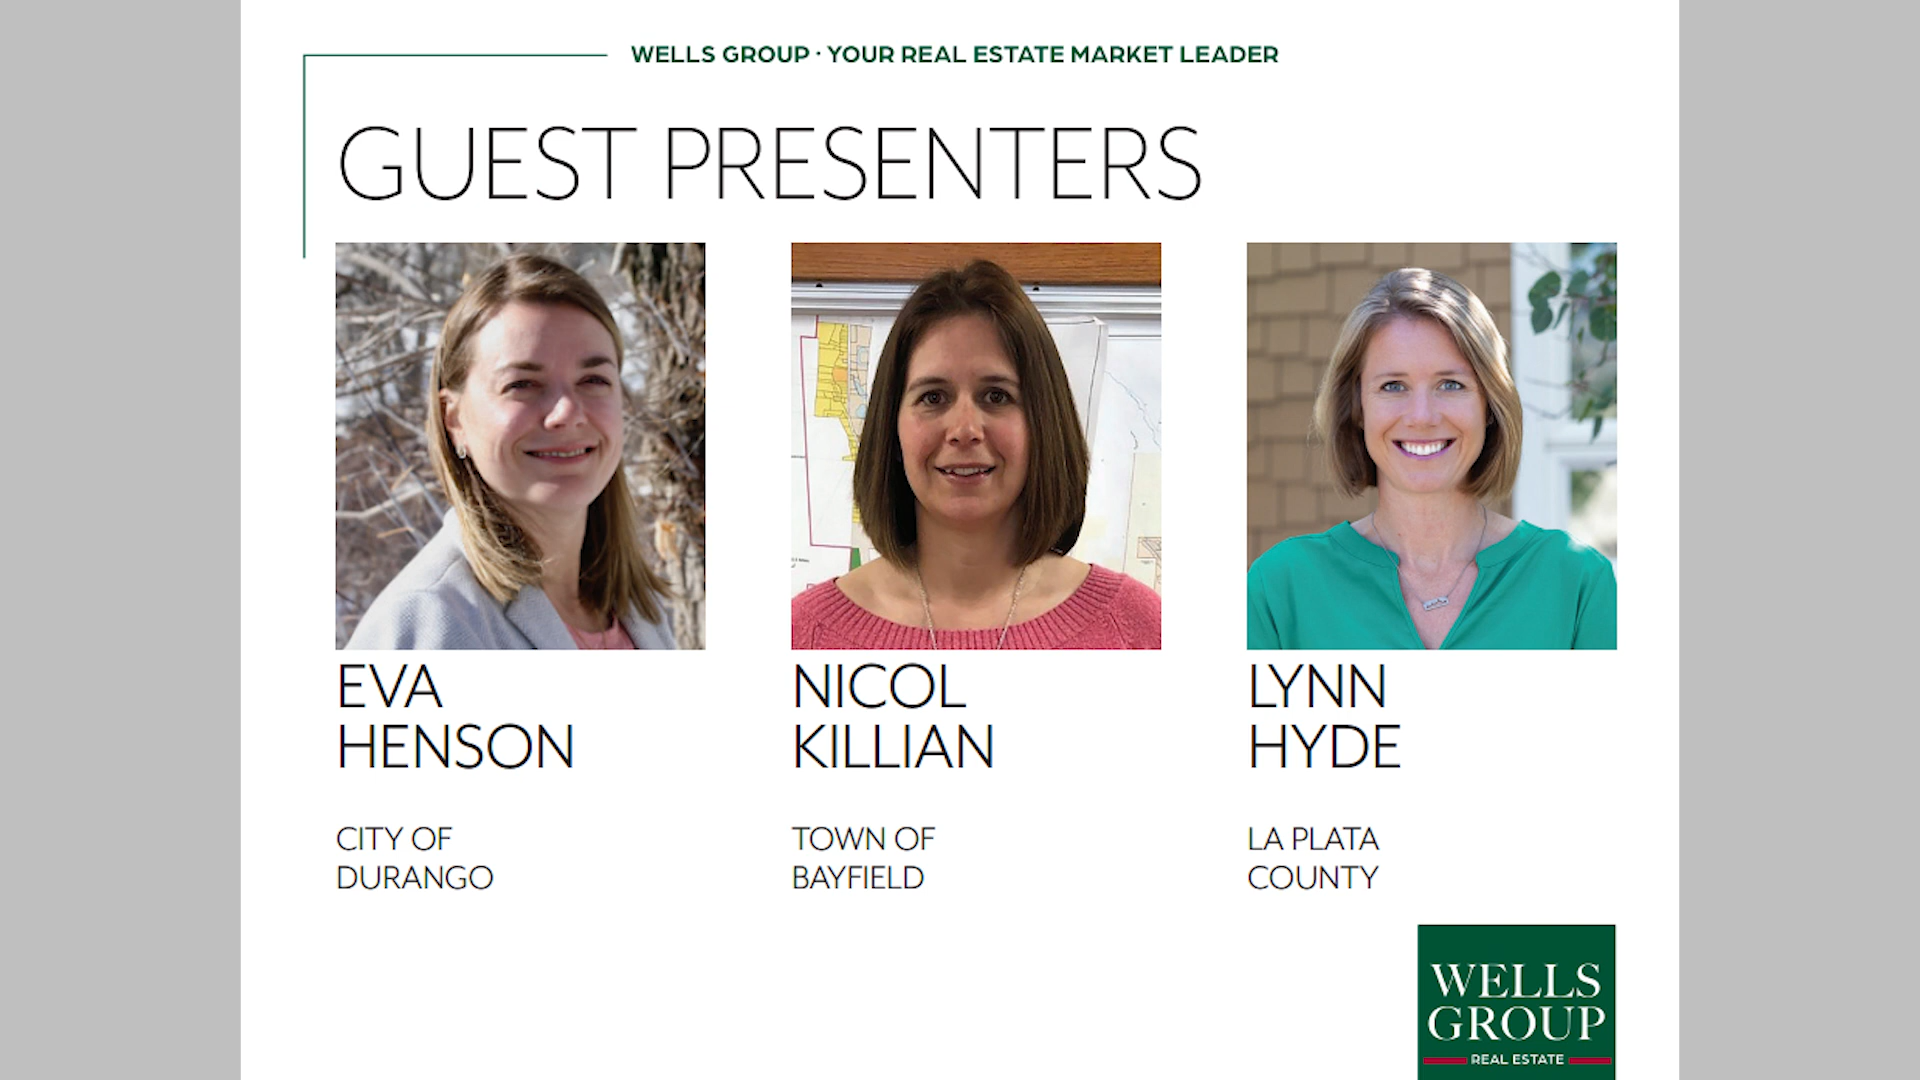 WELLS GROUP · YOUR REAL ESTATE MARKET LEADER
GUEST PRESENTERS
EVA
HENSON
CITY OF
DURANGO
NICOL
KILLIAN
TOWN OF
BAYFIELD
LYNN
HYDE
LA PLATA
COUNTY
WELLS
GROUP
REAL ESTATE